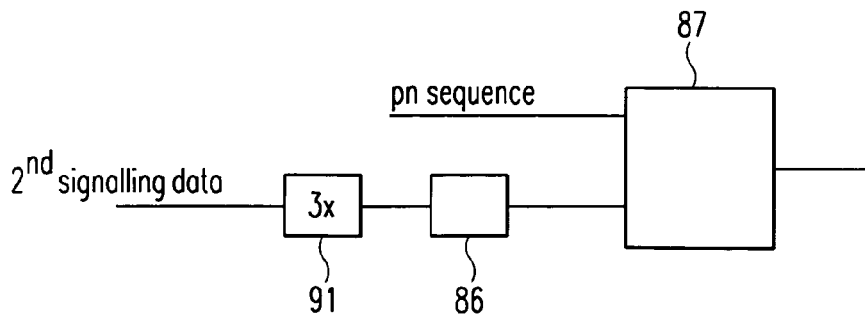 87
pn sequence
2nd signalling data
3x
91
86